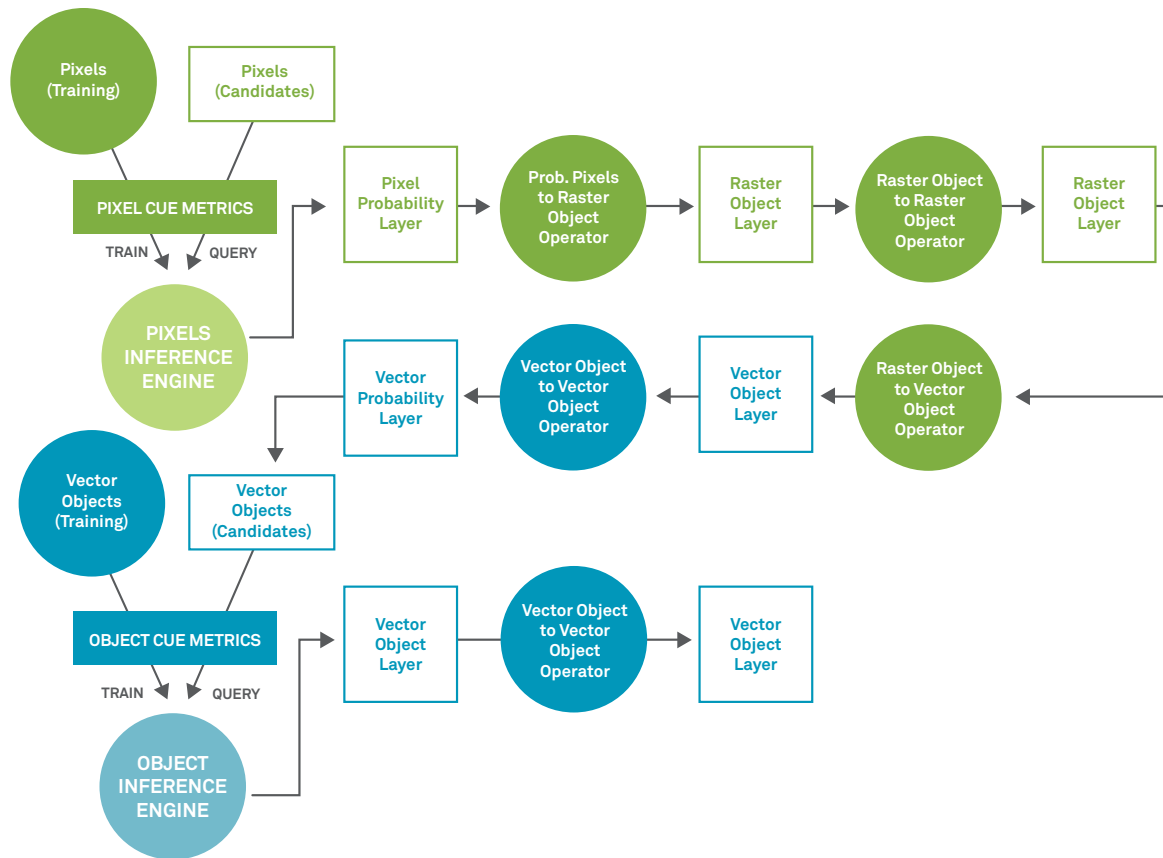 Pixels
(Training)
Pixels
(Candidates)
PIXEL CUE METRICS
TRAIN
QUERY
PIXELS
INFERENCE
ENGINE
Pixel
Probability
Layer
Prob. Pixels
to Raster
Object
Operator
Raster
Object
Layer
Raster Object
to Raster
Object
Operator
Raster
Object
Layer
Raster Object
to Vector
Object
Operator
Vector
Object
Layer
Vector Object
to Vector
Object
Operator
Vector
Probability
Layer
Vector
Objects
(Training)
Vector
Objects
(Candidates)
OBJECT CUE METRICS
TRAIN
QUERY
OBJECT
INFERENCE
ENGINE
Vector
Object
Layer
Vector Object
to Vector
Object
Operator
Vector
Object
Layer